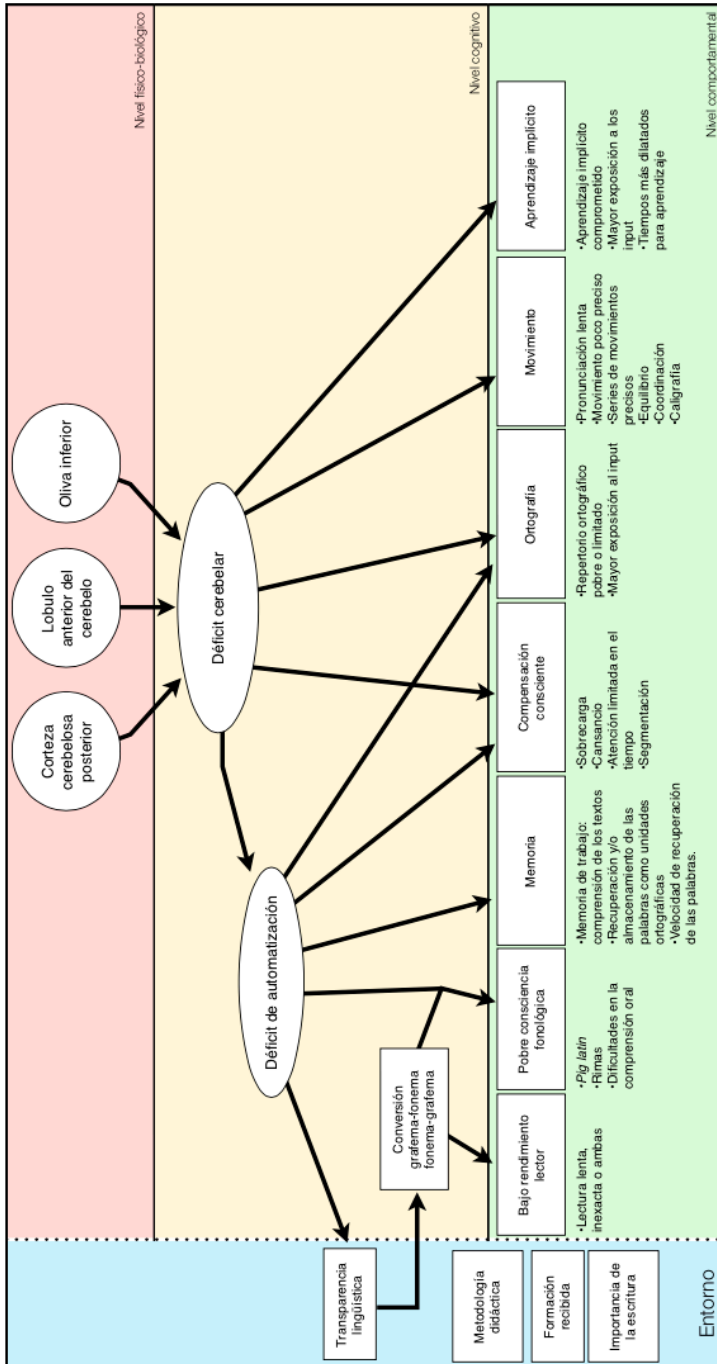 Nivel físico-biológico
Corteza
cerebelosa
posterior
Lobulo
anterior del
cerebelo
Oliva inferior
Nivel cognitivo
Déficit cerebelar
Déficit de automatización
Conversión
grafema-fonema
fonema-grafema
Transparencia
lingüística
Metodología
didáctica
Formación
recibida
Importancia de
la escritura
Entorno
Bajo rendimiento
lector
•Lectura lenta,
inexacta o ambas
Pobre consciencia
fonológica
•Pig latin
•Rimas
•Dificultades en la
comprensión oral
Memoria
•Memoria de trabajo:
comprensión de los textos
•Recuperación y/o
almacenamiento de las
palabras como unidades
ortográficas
•Velocidad de recuperación
de las palabras.
Compensación
consciente
•Sobrecarga
•Cansancio
•Atención limitada en el
tiempo
•Segmentación
Ortografía
•Repertorio ortográfico
pobre o limitado
•Mayor exposición al input
Movimiento
•Pronunciación lenta
•Movimiento poco preciso
•Series de movimientos
precisos
•Equilibrio
•Coordinación
•Caligrafía
Aprendizaje implícito
•Aprendizaje implícito
comprometido
•Mayor exposición a los
input
•Tiempos más dilatados
para aprendizaje
Nivel comportamental